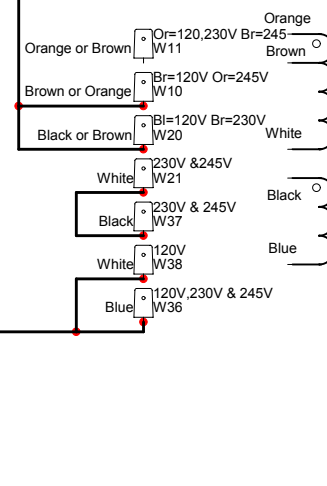 Orange
Or=120,230V Br=245
Orange or Brown
W11
Brown
Br=120V Or=245V
Brown or Orange
W10
Bl=120V Br=230V
Black or Brown
W20
White
230V &245V
White
W21
Black
230V & 245V
Black
W37
120V
White
W38
Blue
120V,230V & 245V
Blue
W36